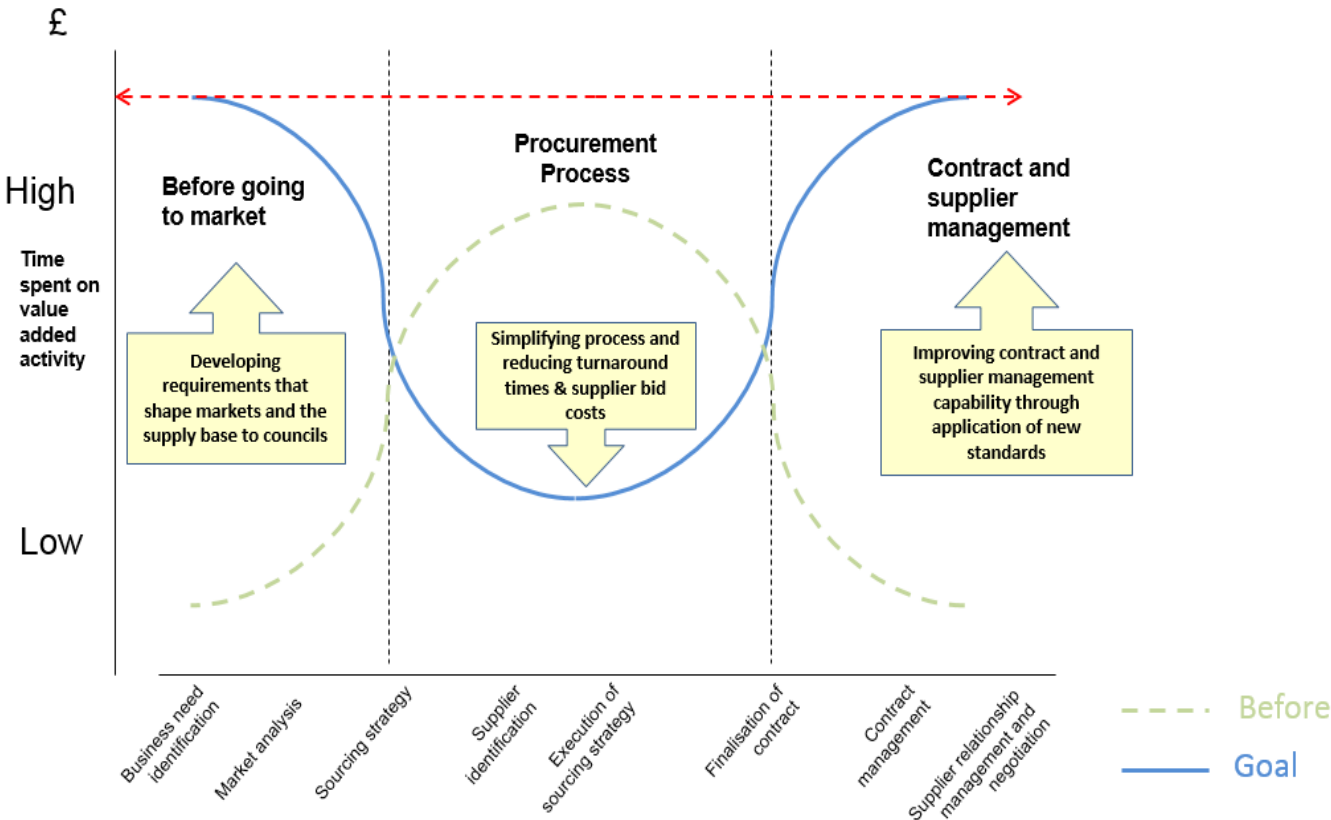 £
High
Time
spent on
value
added
activity
Low
Before going
to market
Developing
requirements that
shape markets and the
supply base to councils
Procurement
Process
Simplifying process and
reducing turnaround
times & supplier bid
costs
Contract and
supplier
management
Improving contract and
supplier management
capability through
application of new
standards
Business need
identification
Market analysis
Sourcing strategy
Supplier
identification
Execution of
sourcing strategy
Finalisation of
contract
Contract
management
Supplier relationship
management and
negotiation
Before
Goal